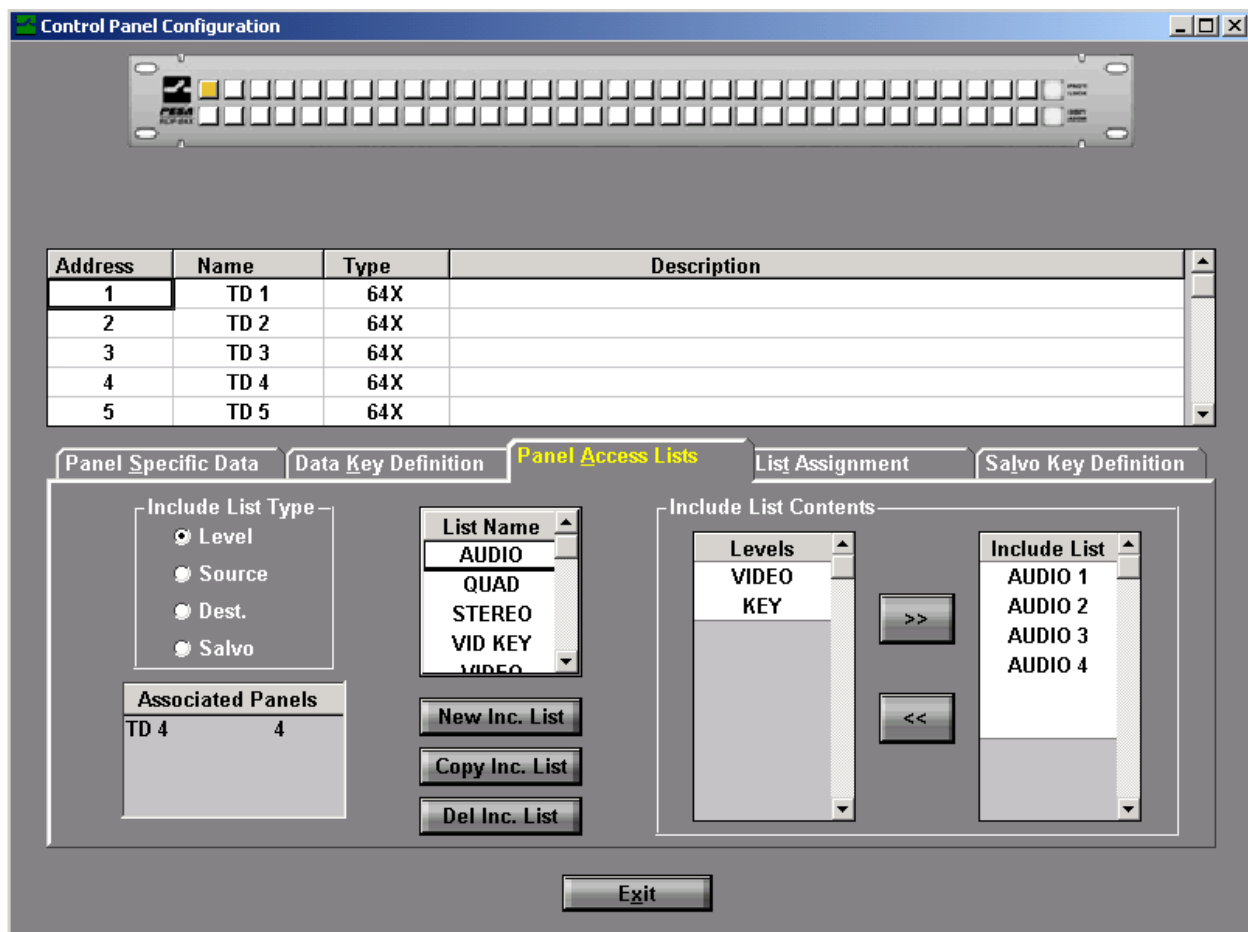 Control Panel Configuration
PESA
Address Name Type Description
1 TD 1 64X
2 TD 2 64X
3 TD 3 64X
4 TD 4 64X
5 TD 5 64X
Panel Specific Data Data Key Definition Panel Access Lists List Assignment Salvo Key Definition
Include List Type
Level
Source
Dest.
Salvo
Associated Panels
TD 4 4
List Name
AUDIO
QUAD
STEREO
VID KEY
VIDEO
New Inc. List
Copy Inc. List
Del Inc. List
Include List Contents
Levels
VIDEO
KEY
>>
<<
Include List
AUDIO 1
AUDIO 2
AUDIO 3
AUDIO 4
Exit